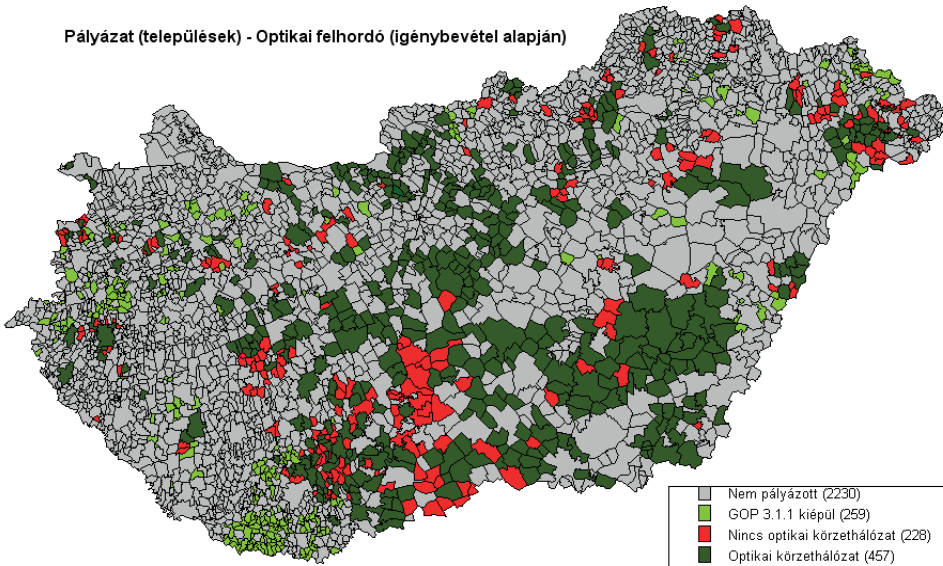 Pályázat (települések) - Optikai felhordó (igénybevétel alapján)
Nem pályázott (2230)
GOP 3.1.1 kiépül (259)
Nincs optikai körzethálózat (228)
Optikai körzethálózat (457)